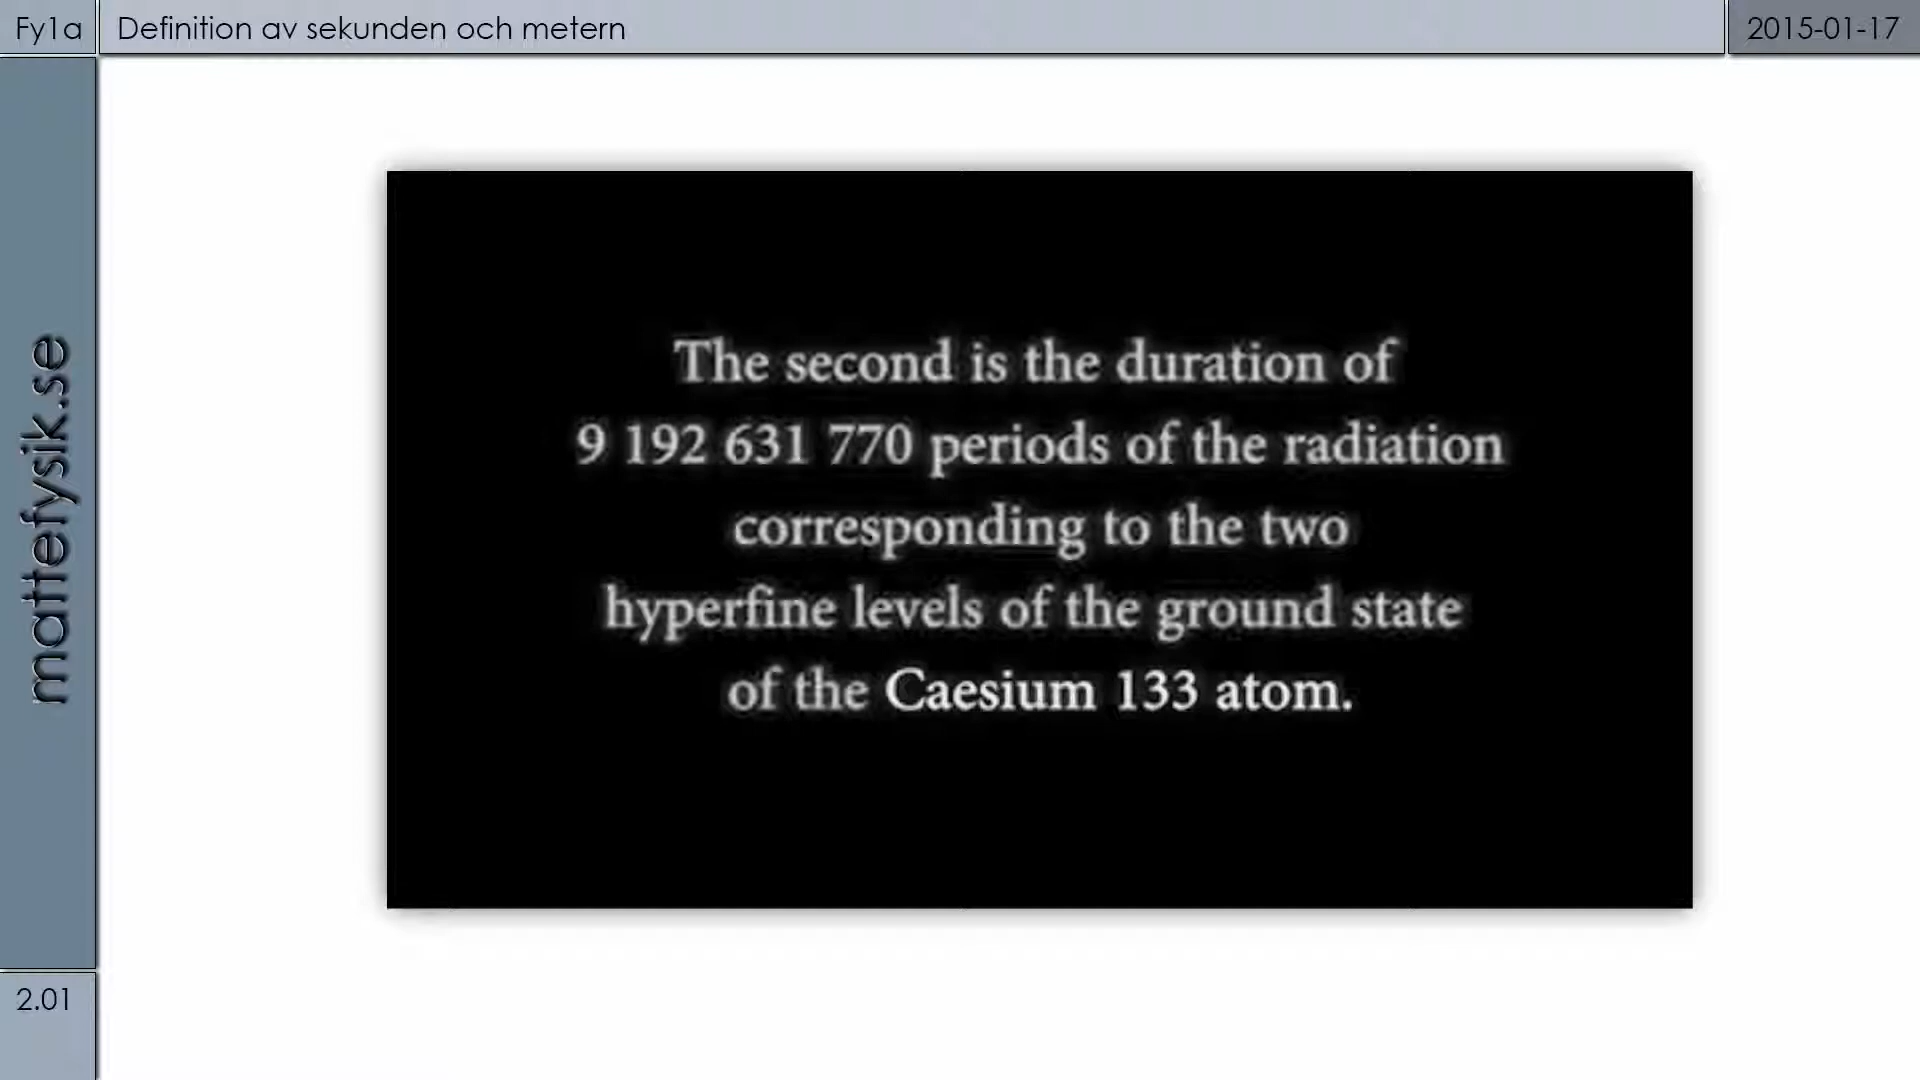 Fy1a
Definition av sekunden och metern
2015-01-17
mattefysik.se
The second is the duration of
9 192 631 770 periods of the radiation
corresponding to the two
hyperfine levels of the ground state
of the Caesium 133 atom.
2.01